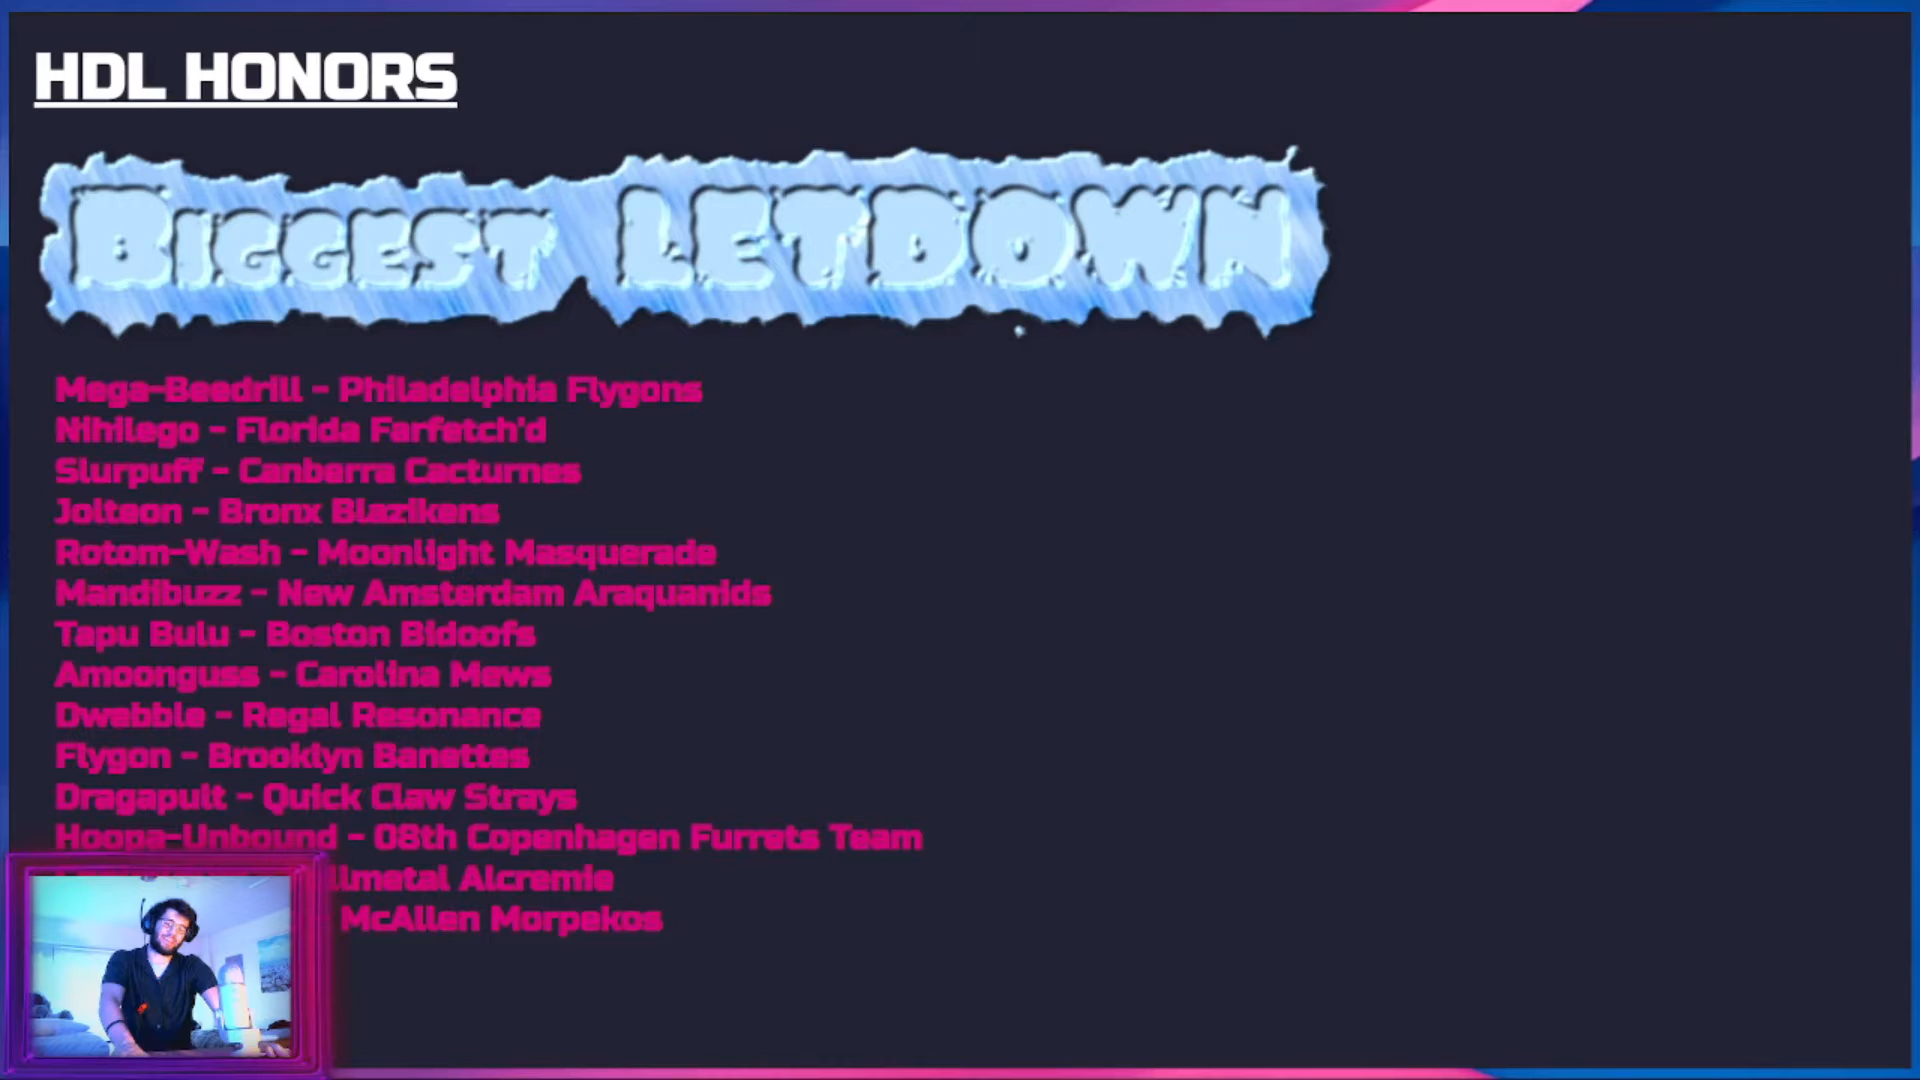 HDL HONORS
Biggest LETDOWN
Mega-Beedrill - Philadelphia Flygons
Nihilego - Florida Farfetch'd
Slurpuff - Canberra Cacturnes
Jolteon - Bronx Blazikens
Rotom-Wash - Moonlight Masquerade
Mandibuzz - New Amsterdam Araquanids
Tapu Bulu - Boston Bidoofs
Amoonguss - Carolina Mews
Dwebble - Regal Resonance
Flygon - Brooklyn Banettes
Dragapult - Quick Claw Strays
Hoopa-Unbound - 08th Copenhagen Furrets Team
Alcremie
McAllen Morpekos